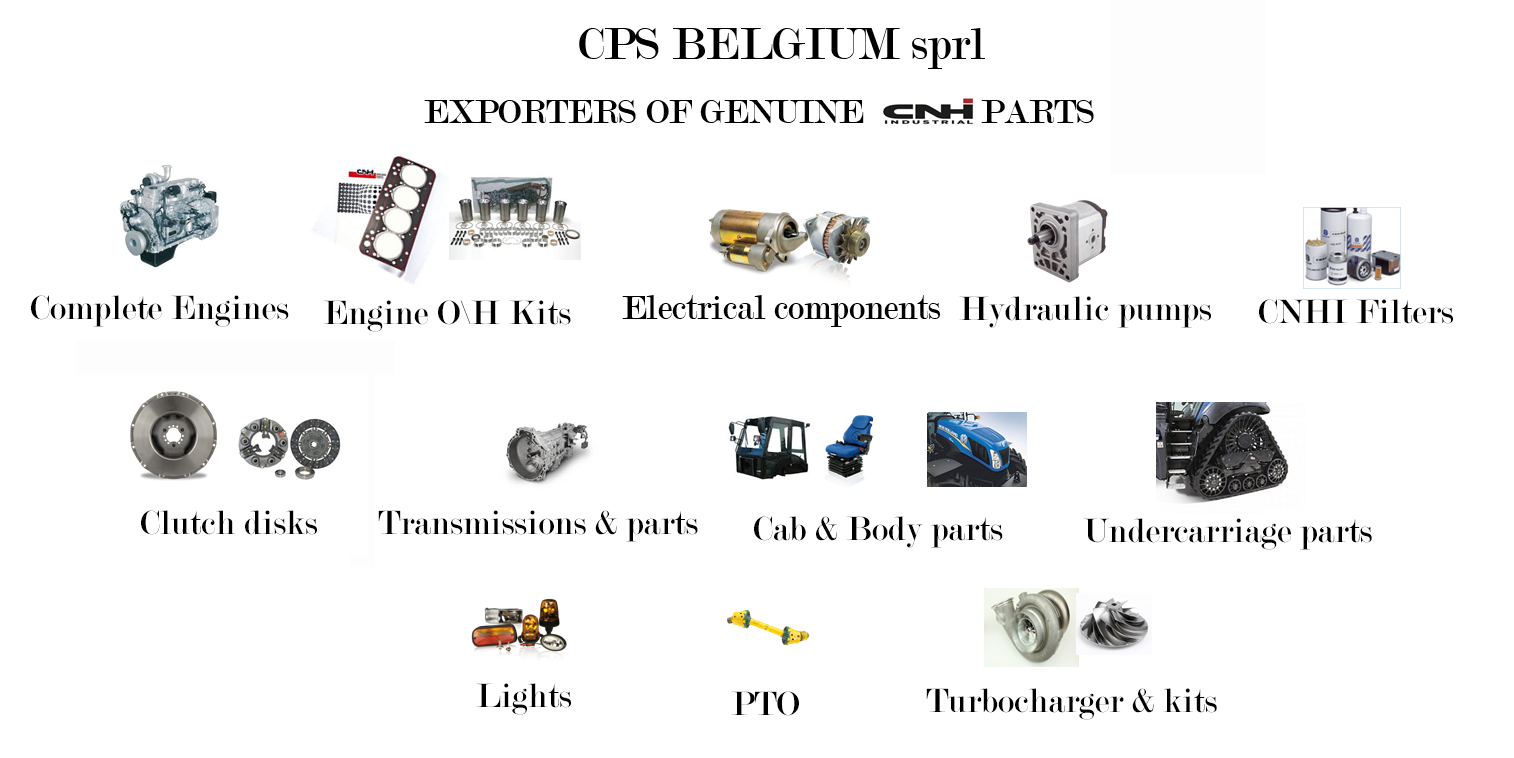 CPS BELGIUM sprl
EXPORTERS OF GENUINE CNHi INDUSTRIAL PARTS
Complete Engines
Engine O\H Kits
Electrical components
Hydraulic pumps
CNHI Filters
Clutch disks
Transmissions & parts
Cab & Body parts
Undercarriage parts
Lights
PTO
Turbocharger & kits